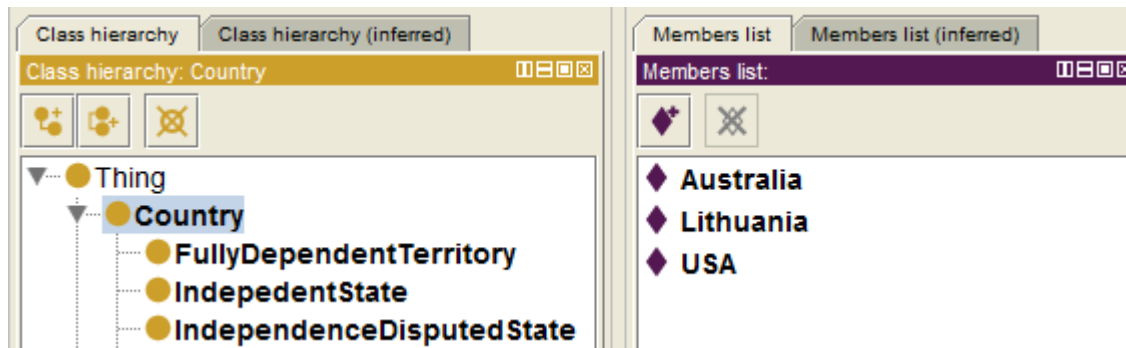 Class hierarchy Class hierarchy (inferred)
Class hierarchy: Country
Thing
Country
FullyDependentTerritory
IndepedentState
IndependenceDisputedState
Members list Members list (inferred)
Members list:
Australia
Lithuania
USA